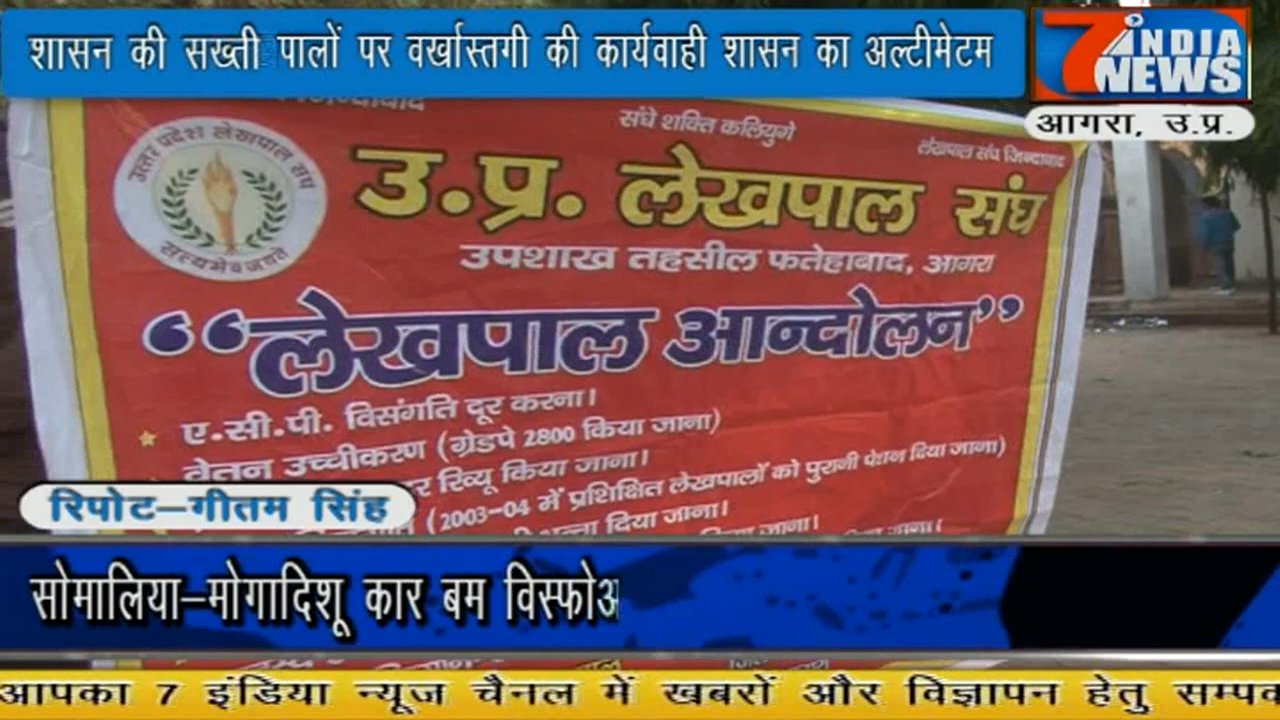 शासन की सख्ती पालों पर वर्खास्तगी की कार्यवाही शासन का अल्टीमेटम
7 INDIA NEWS
आगरा, उ.प्र.
संघे शक्ति कलियुगे
लेखपाल संघ जिन्दाबाद
उत्तर प्रदेश लेखपाल संघ
सत्यमेव जयते
उ.प्र. लेखपाल संघ
उपशाख तहसील फतेहाबाद, आगरा
“लेखपाल आन्दोलन”
ए.सी.पी. विसंगति दूर करना।
वेतन उच्चीकरण (ग्रेडपे 2800 किया जाना)
र रिव्यू किया जाना।
(2003-04 में प्रशिक्षित लेखपालों को पुरानी पेंशन दिया जाना)
दिया जाना।
रिपोट–गीतम सिंह
सोमालिया–मोगादिशू कार बम विस्फो
आपका 7 इंडिया न्यूज चैनल में खबरों और विज्ञापन हेतु सम्पक